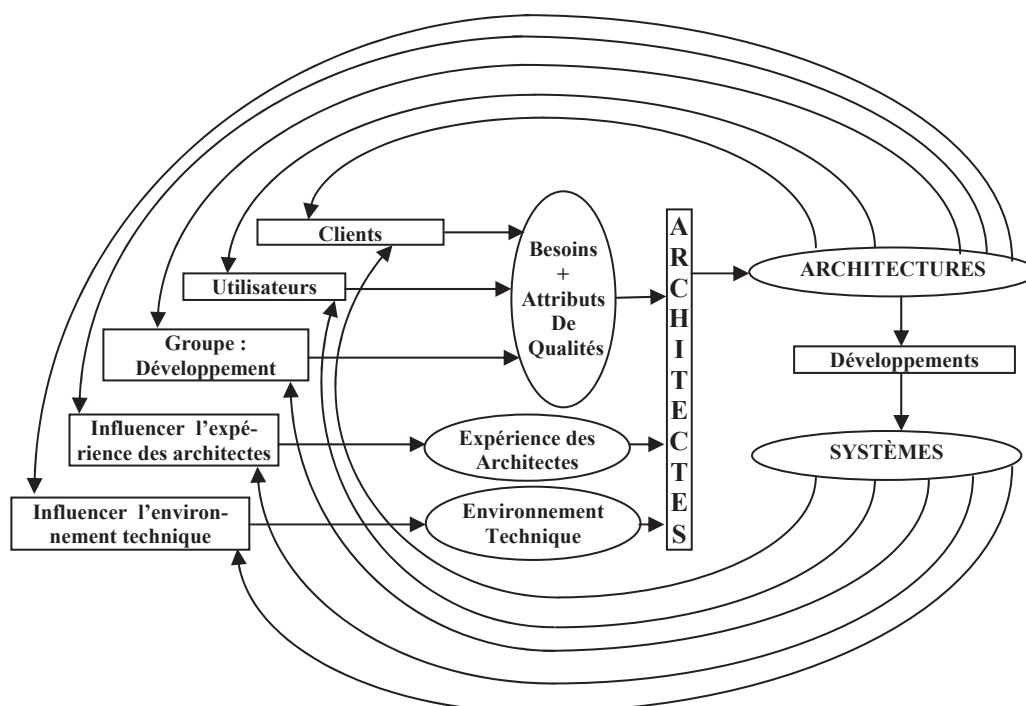 Clients
Utilisateurs
Groupe :
Développement
Influencer l'expé-
rience des architectes
Influencer l'environ-
nement technique
Besoins
+
Attributs
De
Qualités
Expérience des
Architectes
Environnement
Technique
ARCHITECTES
ARCHITECTURES
Développements
SYSTÈMES